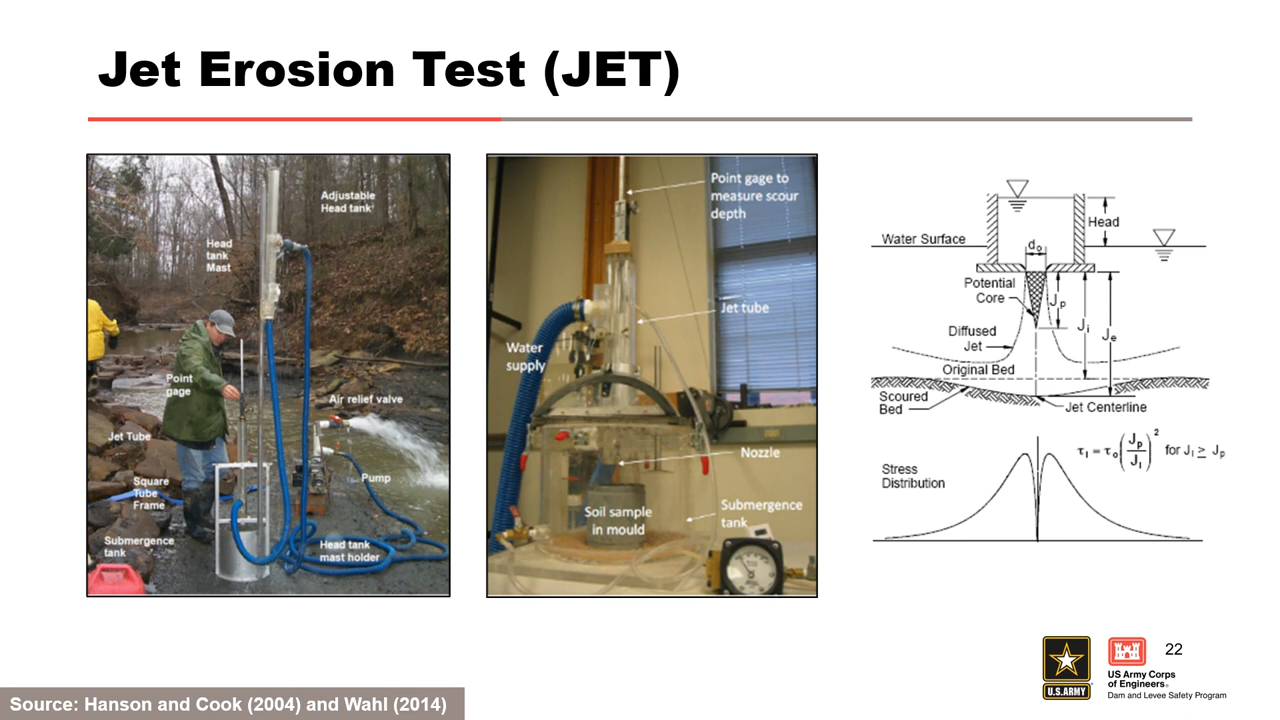 Jet Erosion Test (JET)
Adjustable
Head tank
Head
tank
Mast
Point
gage
Air relief valve
Jet Tube
Pump
Square
Tube
Frame
Submergence
tank
Head tank
mast holder
Point gage to
measure scour
depth
Jet tube
Water
supply
Nozzle
Soil sample
in mould
Submergence
tank
Head
Water Surface
do
Potential
Core
Jp
Ji
Je
Diffused
Jet
Original Bed
Scoured
Bed
Jet Centerline
τi = τo(Jp/Ji)² for Ji ≥ Jp
Stress
Distribution
22
U.S.ARMY
US Army Corps
of Engineers®
Dam and Levee Safety Program
Source: Hanson and Cook (2004) and Wahl (2014)